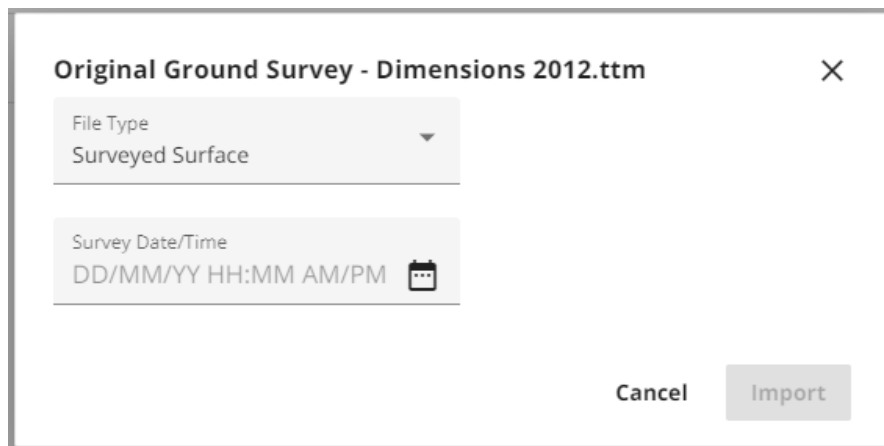 Original Ground Survey - Dimensions 2012.ttm
File Type
Surveyed Surface
Survey Date/Time
DD/MM/YY HH:MM AM/PM
Cancel
Import